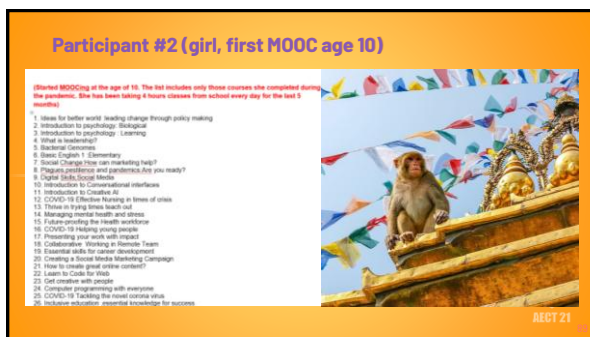 Participant #2 (girl, first MOOC age 10)
(Started MOOCing at the age of 10. The list includes only those courses she completed during
the pandemic. She has been taking 4 hours classes from school every day for the last 5
months)
1. Ideas for better world leading change through policy making
2. Introduction to psychology: Biological
3. Introduction to psychology : Learning
4. What is leadership?
5. Bacterial Genomes
6. Basic English 1 :Elementary
7. Social Change How can marketing help?
8. Plagues,pestilence and pandemics Are you ready?
9. Digital Skills:Social Media
10. Introduction to Conversational interfaces
11. Introduction to Creative AI
12. COVID-19 Effective Nursing in times of crisis
13. Thrive in trying times teach out
14. Managing mental health and stress
15. Future-proofing the Health workforce
16. COVID-19 Helping young people
17. Presenting your work with impact
18. Collaborative Working in Remote Team
19. Essential skills for career development
20. Creating a Social Media Marketing Campaign
21. How to create great online content?
22. Learn to Code for Web
23. Get creative with people
24. Computer programming with everyone
25. COVID-19 Tackling the novel corona virus
26. Inclusive education essential knowledge for success
AECT 21